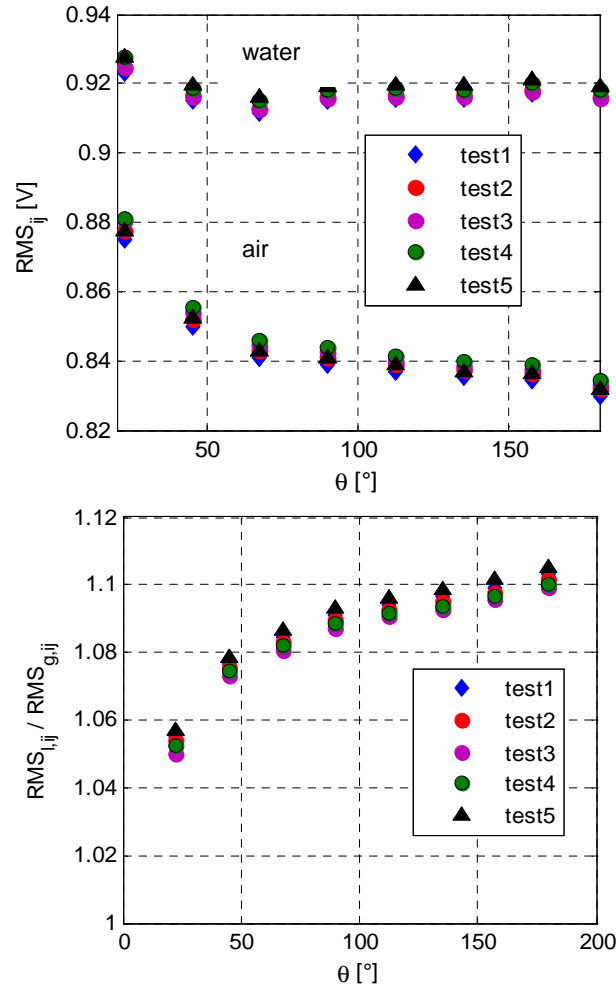 0.94
water
0.92
0.9
test1
test2
RMS_ij [V]
0.88
test3
air
test4
0.86
test5
0.84
0.82
50
100
150
θ [°]
1.12
1.1
1.08
RMS_l,ij / RMS_g,ij
test1
1.06
test2
test3
1.04
test4
test5
1.02
1
0
50
100
150
200
θ [°]